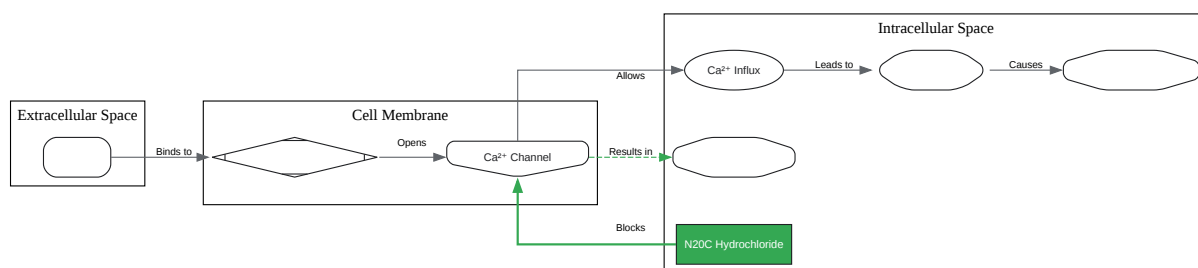 Intracellular Space
Ca²⁺ Influx
Leads to
Causes
Allows
Extracellular Space
Cell Membrane
Binds to
Opens
Ca²⁺ Channel
Results in
Blocks
N20C Hydrochloride